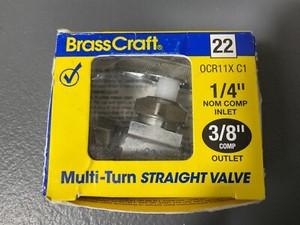 BrassCraft®
22
OCR11X C1
1/4"
NOM COMP
INLET
3/8"
COMP
OUTLET
Multi-Turn STRAIGHT VALVE